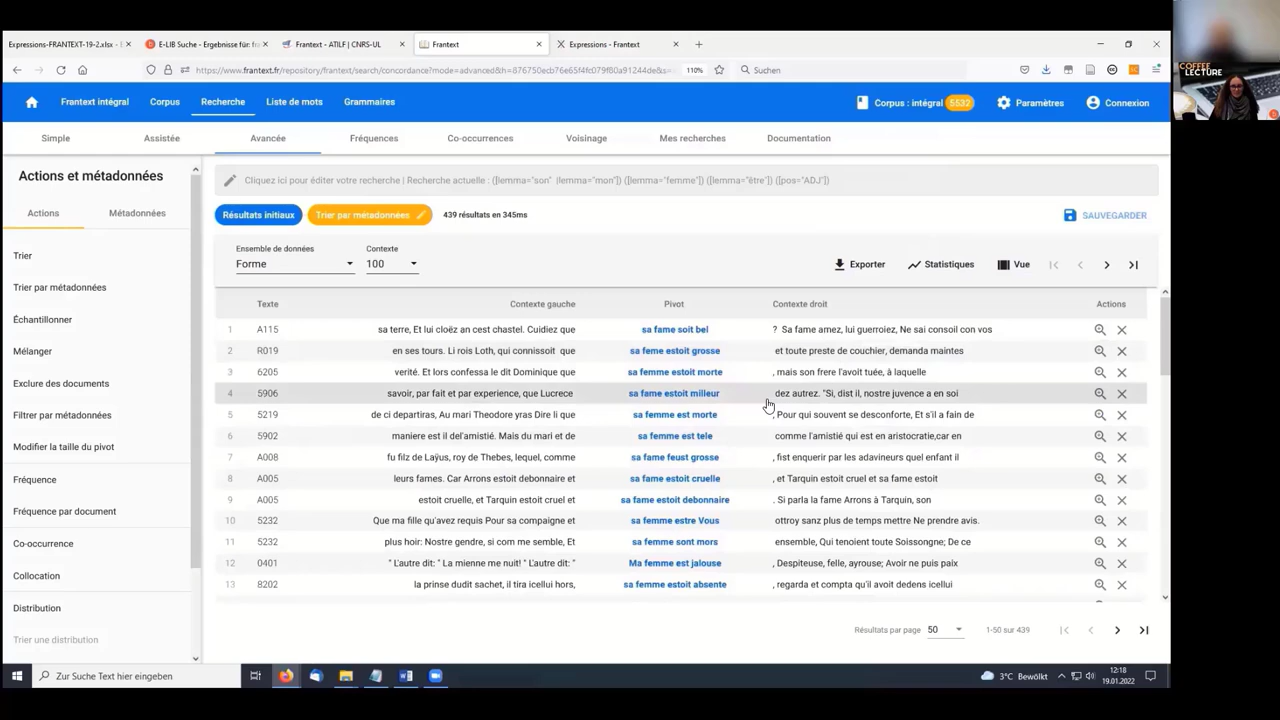 Expressions-FRANTEXT-19-2.xlsx - E
E-LIB Suche - Ergebnisse für: fra
Frantext - ATILF | CNRS-UL
Frantext
Expressions - Frantext
https://www.frantext.fr/repository/frantext/search/concordance?mode=advanced&h=876750ecb76e65f4fc079f80a91244de&s=
110%
Suchen
COFFEE
LECTURE
Frantext intégral
Corpus
Recherche
Liste de mots
Grammaires
Corpus : intégral 5532
Paramètres
Connexion
Simple
Assistée
Avancée
Fréquences
Co-occurrences
Voisinage
Mes recherches
Documentation
Actions et métadonnées
Actions
Métadonnées
Trier
Trier par métadonnées
Échantillonner
Mélanger
Exclure des documents
Filtrer par métadonnées
Modifier la taille du pivot
Fréquence
Fréquence par document
Co-occurrence
Collocation
Distribution
Trier une distribution
Cliquez ici pour éditer votre recherche | Recherche actuelle : ([lemma="son" |lemma="mon"]) ([lemma="femme"]) ([lemma="être"]) ([pos="ADJ"])
Résultats initiaux
Trier par métadonnées
439 résultats en 345ms
SAUVEGARDER
Ensemble de données
Forme
Contexte
100
Exporter
Statistiques
Vue
Texte Contexte gauche Pivot Contexte droit Actions
1 A115 sa terre, Et lui cloëz an cest chastel. Cuidiez que sa fame soit bel ? Sa fame amez, lui guerroiez, Ne sai consoil con vos
2 R019 en ses tours. Li rois Loth, qui connissoit que sa feme estoit grosse et toute preste de couchier, demanda maintes
3 6205 verité. Et lors confessa le dit Dominique que sa femme estoit morte , mais son frere l'avoit tuée, à laquelle
4 5906 savoir, par fait et par experience, que Lucrece sa fame estoit milleur dez autrez. "Si, dist il, nostre juvence a en soi
5 5219 de ci departiras, Au mari Theodore yras Dire li que sa femme est morte , Pour qui souvent se desconforte, Et s'il a fain de
6 5902 maniere est il del'amistié. Mais du mari et de sa femme est tele comme l'amistié qui est en aristocratie,car en
7 A008 fu filz de Laÿus, roy de Thebes, lequel, comme sa fame feust grosse , fist enquerir par les adavineurs quel enfant il
8 A005 leurs fames. Car Arrons estoit debonnaire et sa fame estoit cruelle , et Tarquin estoit cruel et sa fame estoit
9 A005 estoit cruelle, et Tarquin estoit cruel et sa fame estoit debonnaire . Si parla la fame Arrons à Tarquin, son
10 5232 Que ma fille qu'avez requis Pour sa compaigne et sa femme estre Vous ottroy sanz plus de temps mettre Ne prendre avis.
11 5232 plus hoir: Nostre gendre, si com me semble, Et sa femme sont mors ensemble, Qui tenoient toute Soissongne; De ce
12 0401 " L'autre dit: " La mienne me nuit! " L'autre dit: " Ma femme est jalouse , Despiteuse, felle, ayrouse; Avoir ne puis paix
13 8202 la prinse dudit sachet, il tira icellui hors, sa femme estoit absente , regarda et compta qu'il avoit dedens icellui
Résultats par page 50 1-50 sur 439
Zur Suche Text hier eingeben
3°C Bewölkt
12:18
19.01.2022